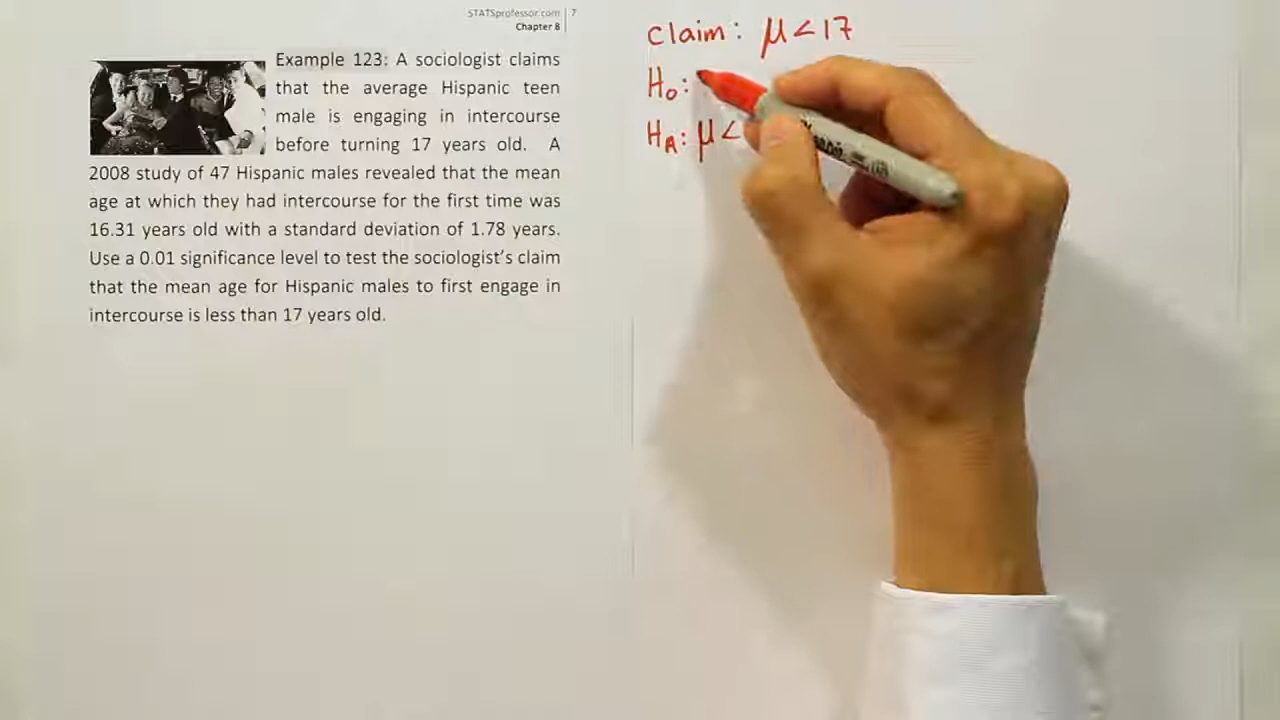 STATSprofessor.com | 7
Chapter 8
Example 123: A sociologist claims
that the average Hispanic teen
male is engaging in intercourse
before turning 17 years old. A
2008 study of 47 Hispanic males revealed that the mean
age at which they had intercourse for the first time was
16.31 years old with a standard deviation of 1.78 years.
Use a 0.01 significance level to test the sociologist's claim
that the mean age for Hispanic males to first engage in
intercourse is less than 17 years old.
Claim: μ < 17
H₀:
Hₐ: μ <